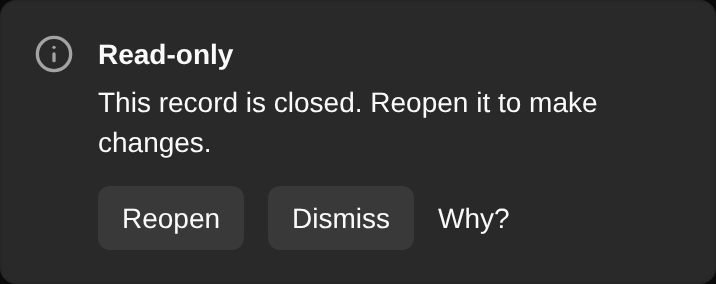 Read-only
This record is closed. Reopen it to make
changes.
Reopen Dismiss Why?